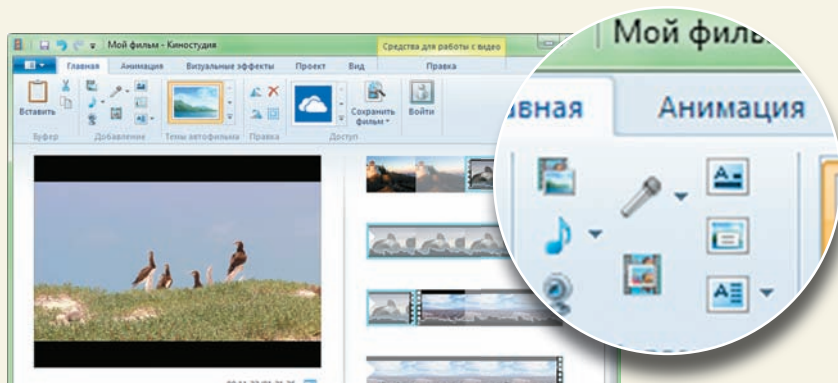 Мой фильм - Киностудия
Средства для работы с видео
Главная Анимация Визуальные эффекты Проект Вид Правка
Вставить
Сохранить фильм
Войти
Буфер Добавление Темы автофильма Правка Доступ
Мой филь
авная Анимация